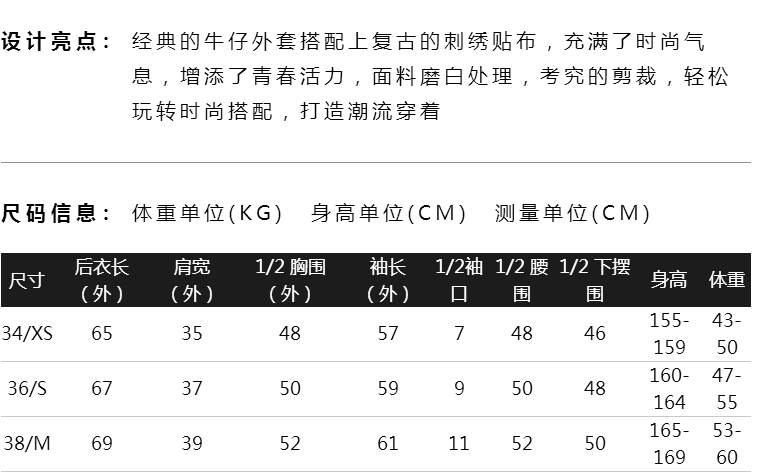 设计亮点： 经典的牛仔外套搭配上复古的刺绣贴布，充满了时尚气
息，增添了青春活力，面料磨白处理，考究的剪裁，轻松
玩转时尚搭配，打造潮流穿着
尺码信息： 体重单位(KG) 身高单位(CM) 测量单位(CM)
尺寸 后衣长（外） 肩宽（外） 1/2 胸围（外） 袖长（外） 1/2袖口 1/2 腰围 1/2 下摆围 身高 体重
34/XS 65 35 48 57 7 48 46 155-159 43-50
36/S 67 37 50 59 9 50 48 160-164 47-55
38/M 69 39 52 61 11 52 50 165-169 53-60